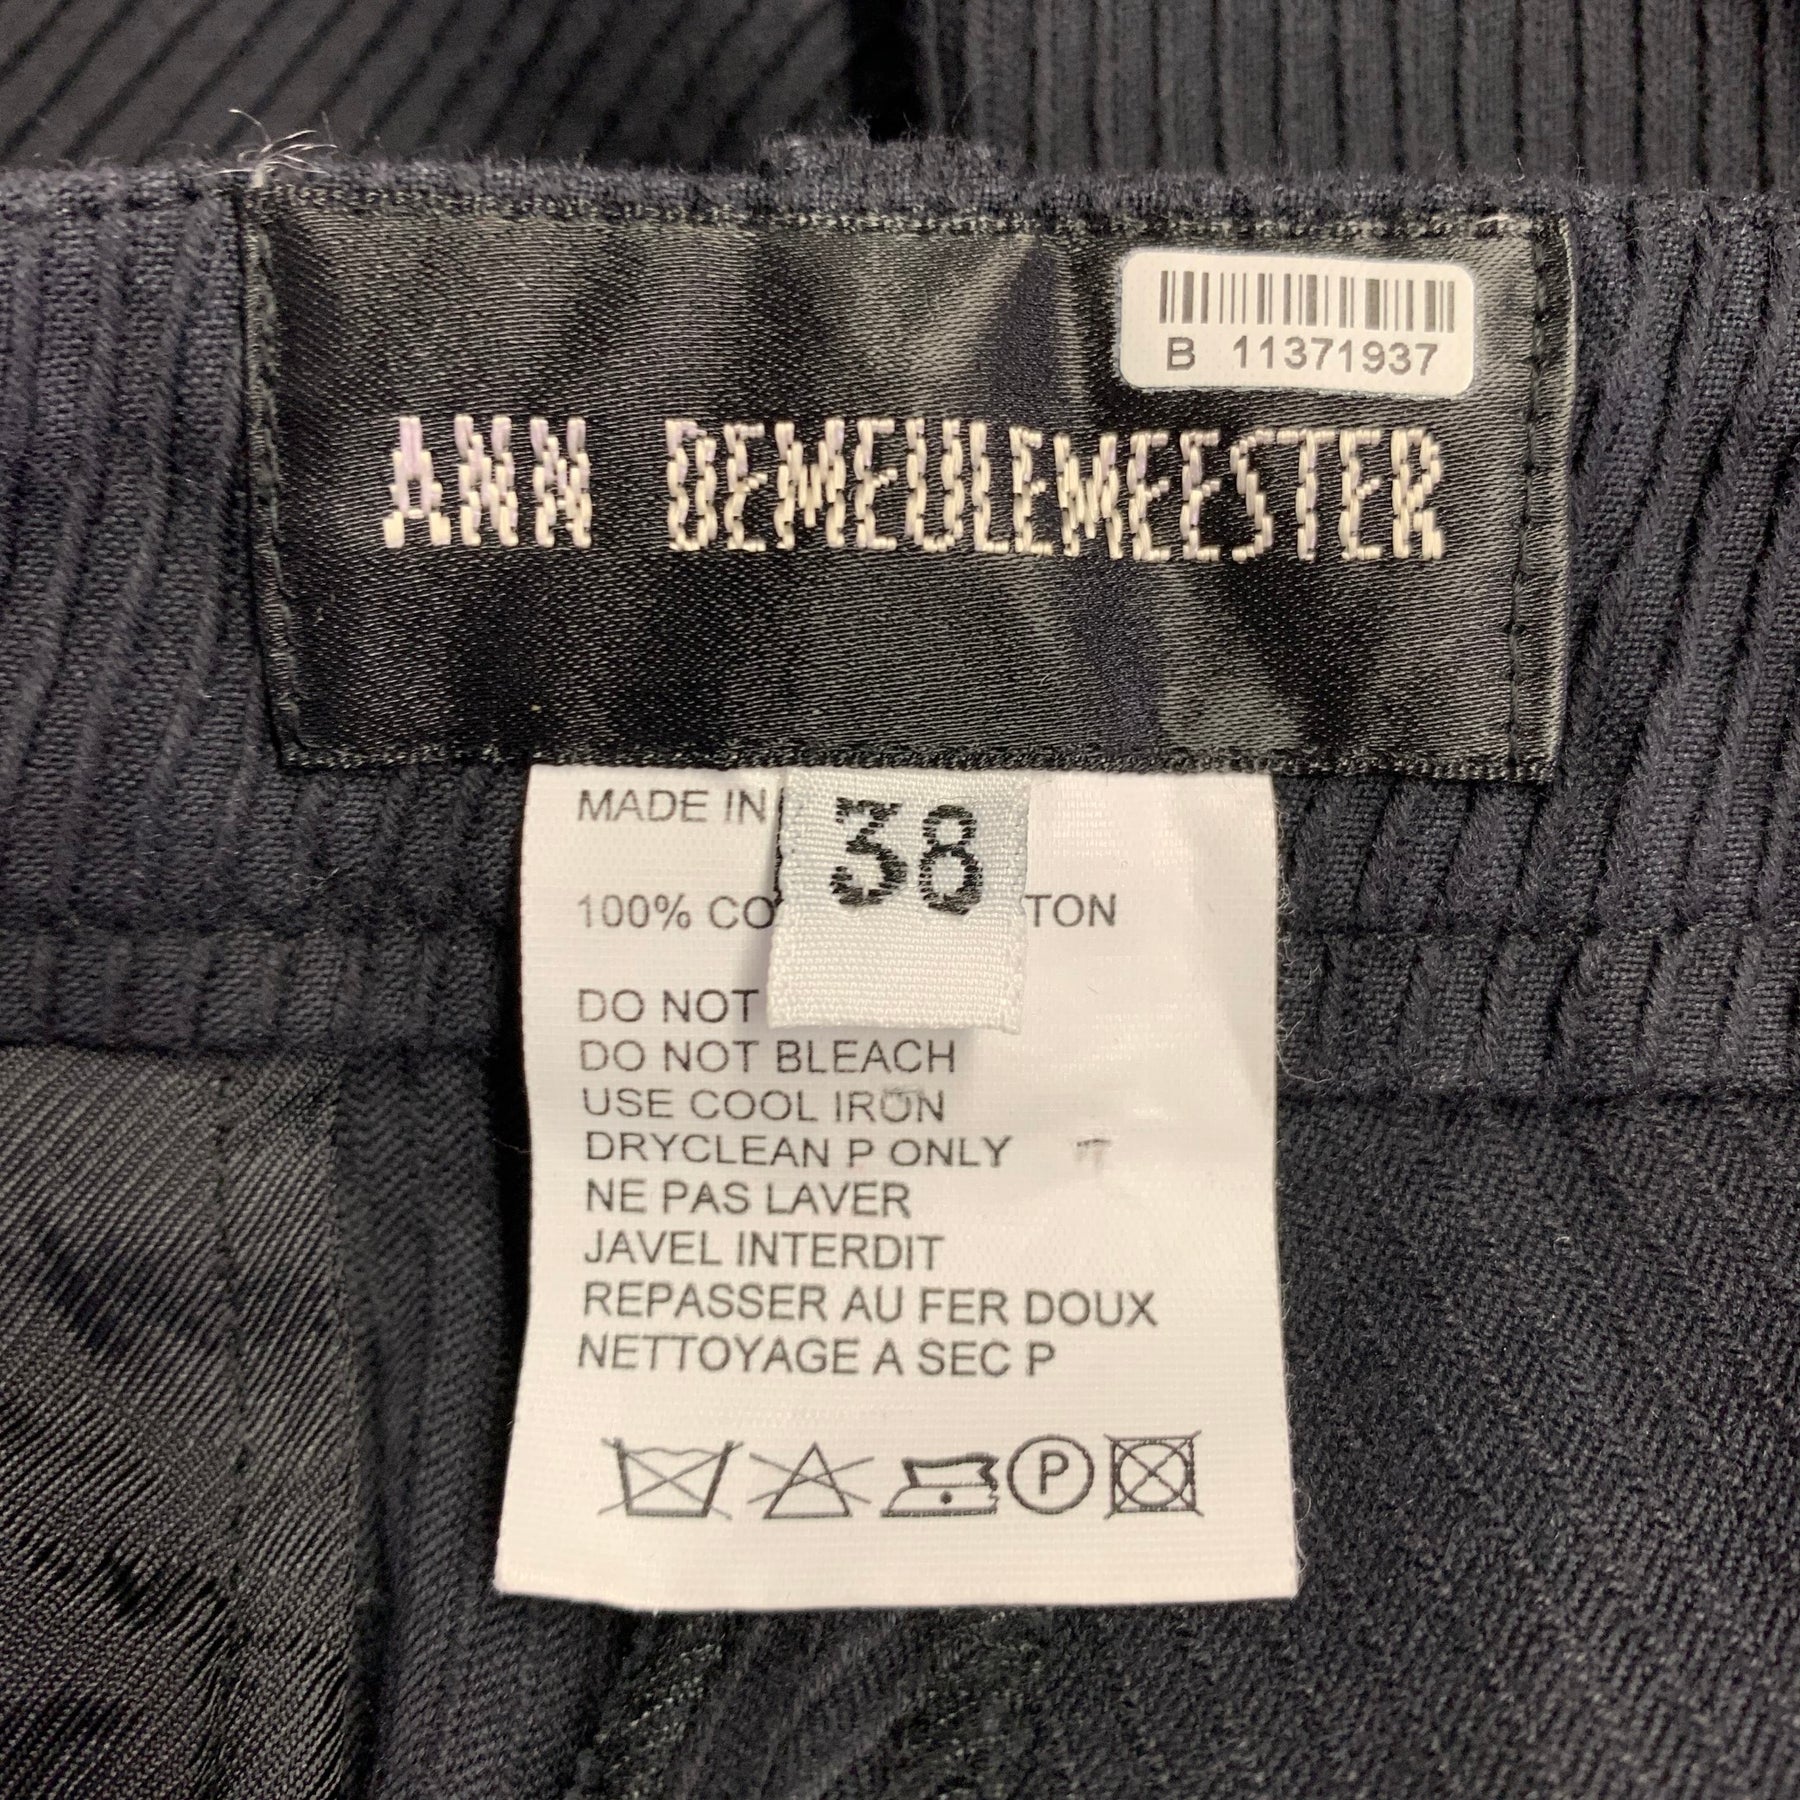 B 11371937
ANN DEMEULEMEESTER
MADE IN
38
100% CO TON
DO NOT
DO NOT BLEACH
USE COOL IRON
DRYCLEAN P ONLY
NE PAS LAVER
JAVEL INTERDIT
REPASSER AU FER DOUX
NETTOYAGE A SEC P
P